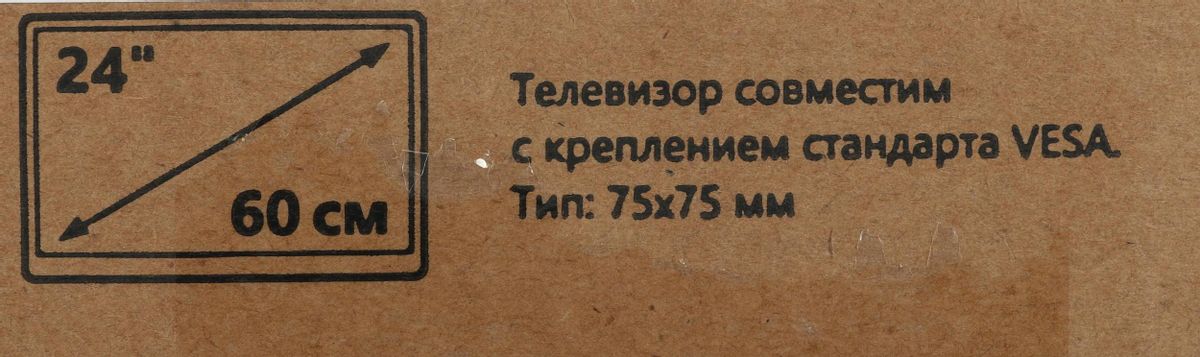 24"
60 см
Телевизор совместим
с креплением стандарта VESA.
Тип: 75x75 мм